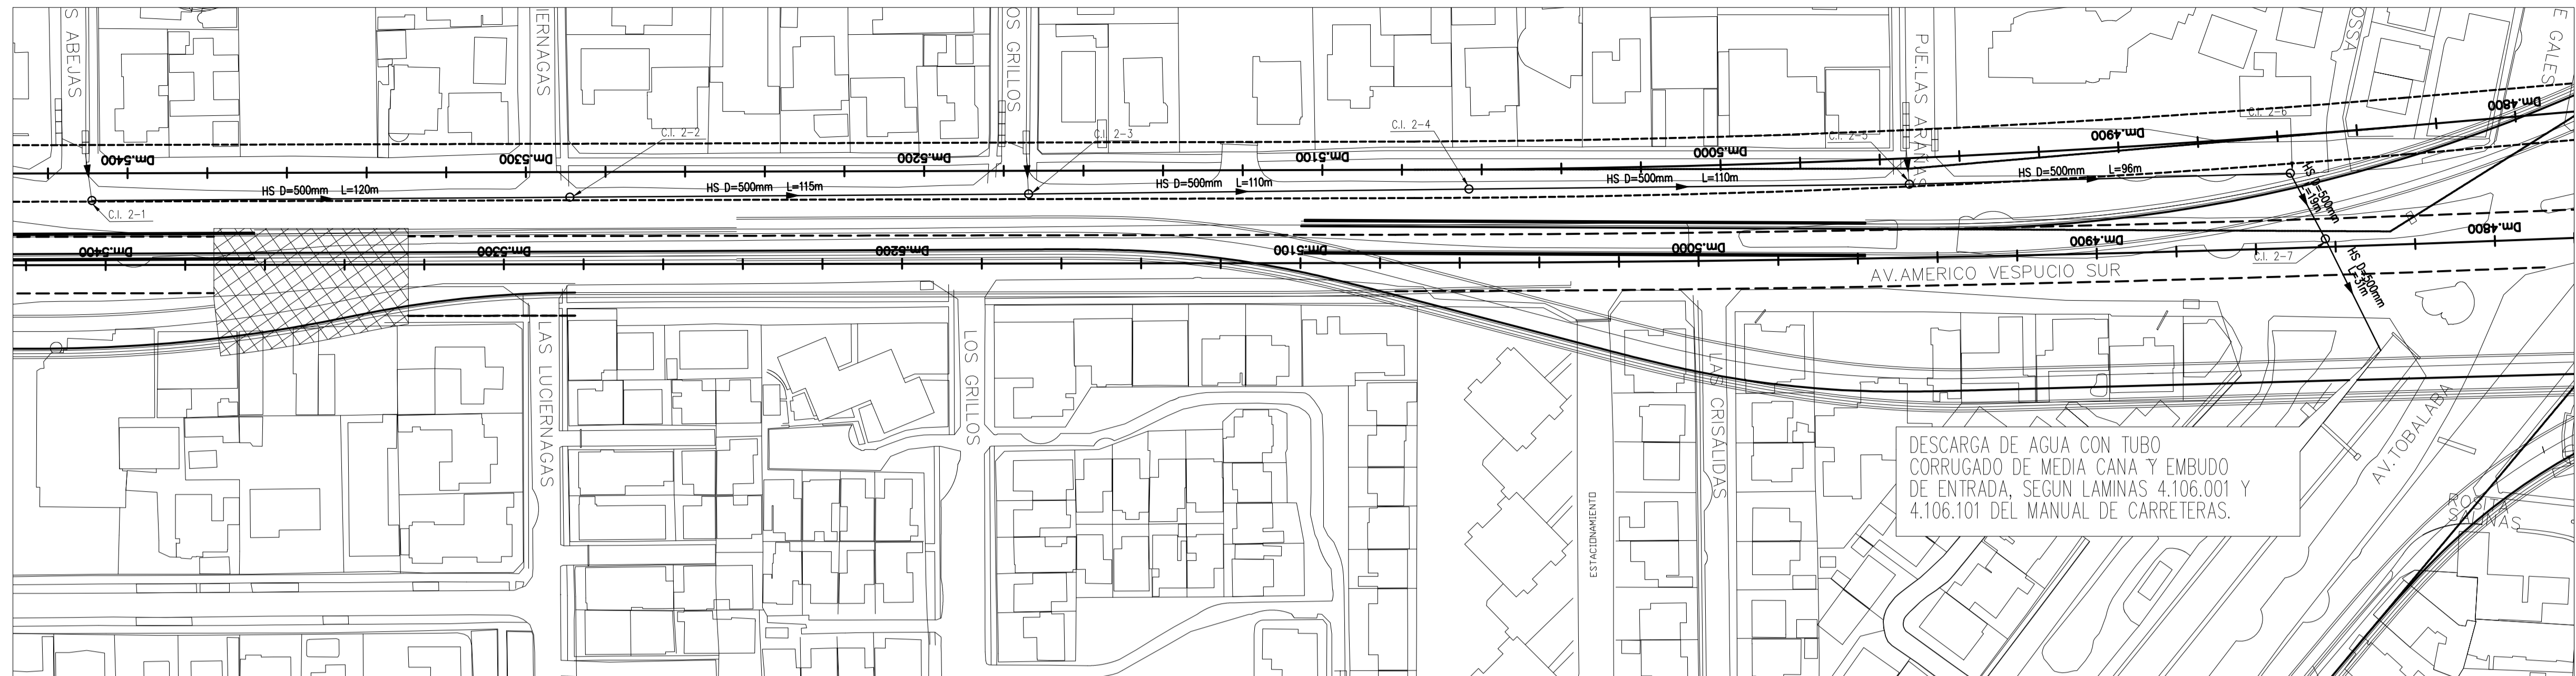 S ABEJAS
IERNAGAS
OS GRILLOS
PJE.LAS ARAÑAS
OSSA
E GALES
C.I. 2-2
C.I. 2-3
C.I. 2-4
C.I. 2-5
C.I. 2-6
Dm.5400
Dm.5300
Dm.5200
Dm.5100
Dm.5000
Dm.4900
Dm.4800
HS D=500mm L=120m
HS D=500mm L=115m
HS D=500mm L=110m
HS D=500mm L=110m
HS D=500mm L=96m
HS D=500mm
L=19m
C.I. 2-1
Dm.5400
Dm.5300
Dm.5200
Dm.5100
Dm.5000
Dm.4900
Dm.4800
C.I. 2-7
HS D=500mm
L=31m
AV.AMERICO VESPUCIO SUR
LAS LUCIERNAGAS
LOS GRILLOS
LAS CRISALIDAS
ESTACIONAMIENTO
AV.TOBALABA
ROSITA
SALINAS
DESCARGA DE AGUA CON TUBO
CORRUGADO DE MEDIA CANA Y EMBUDO
DE ENTRADA, SEGUN LAMINAS 4.106.001 Y
4.106.101 DEL MANUAL DE CARRETERAS.